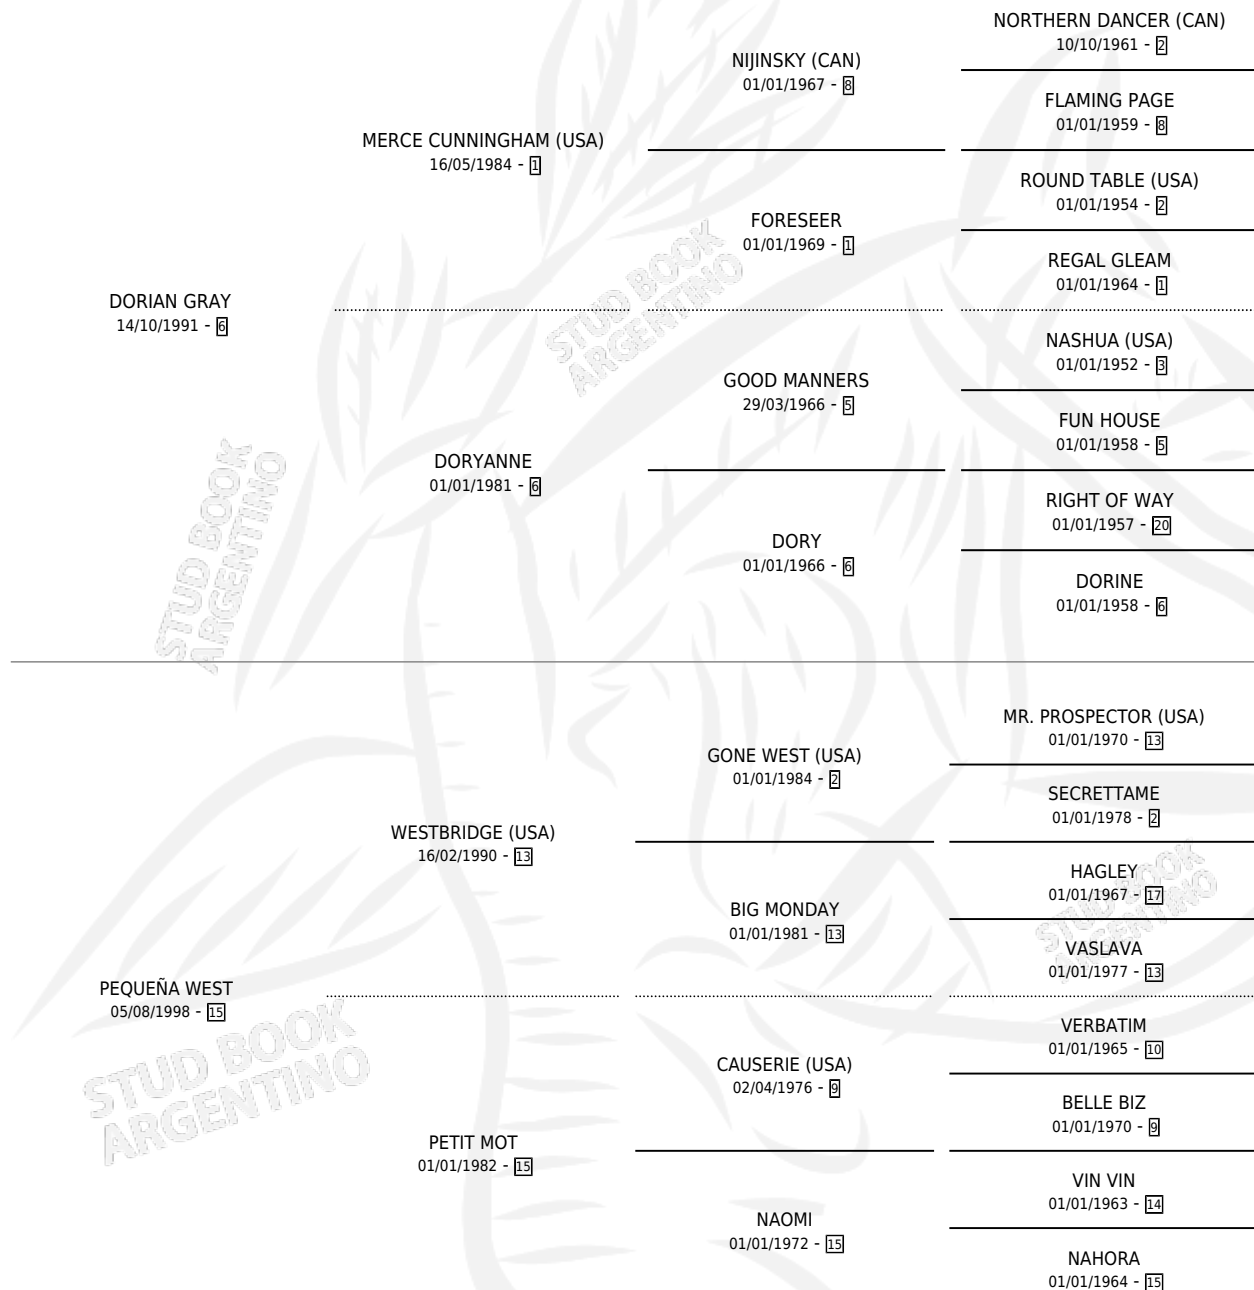 NORTHERN DANCER (CAN)
10/10/1961 - 2
NIJINSKY (CAN)
01/01/1967 - 8
FLAMING PAGE
01/01/1959 - 8
MERCE CUNNINGHAM (USA)
16/05/1984 - 1
ROUND TABLE (USA)
01/01/1954 - 2
FORESEER
01/01/1969 - 1
REGAL GLEAM
01/01/1964 - 1
DORIAN GRAY
14/10/1991 - 6
NASHUA (USA)
01/01/1952 - 3
GOOD MANNERS
29/03/1966 - 5
FUN HOUSE
01/01/1958 - 5
DORYANNE
01/01/1981 - 6
RIGHT OF WAY
01/01/1957 - 20
DORY
01/01/1966 - 6
DORINE
01/01/1958 - 6
MR. PROSPECTOR (USA)
01/01/1970 - 13
GONE WEST (USA)
01/01/1984 - 2
SECRETTAME
01/01/1978 - 2
WESTBRIDGE (USA)
16/02/1990 - 13
HAGLEY
01/01/1967 - 17
BIG MONDAY
01/01/1981 - 13
VASLAVA
01/01/1977 - 13
PEQUEÑA WEST
05/08/1998 - 15
VERBATIM
01/01/1965 - 10
CAUSERIE (USA)
02/04/1976 - 9
BELLE BIZ
01/01/1970 - 9
PETIT MOT
01/01/1982 - 15
VIN VIN
01/01/1963 - 14
NAOMI
01/01/1972 - 15
NAHORA
01/01/1964 - 15
STUD BOOK
ARGENTINO
STUD BOOK
ARGENTINO
STUD BOOK
ARGENTINO
STUD BOOK
ARGENTINO